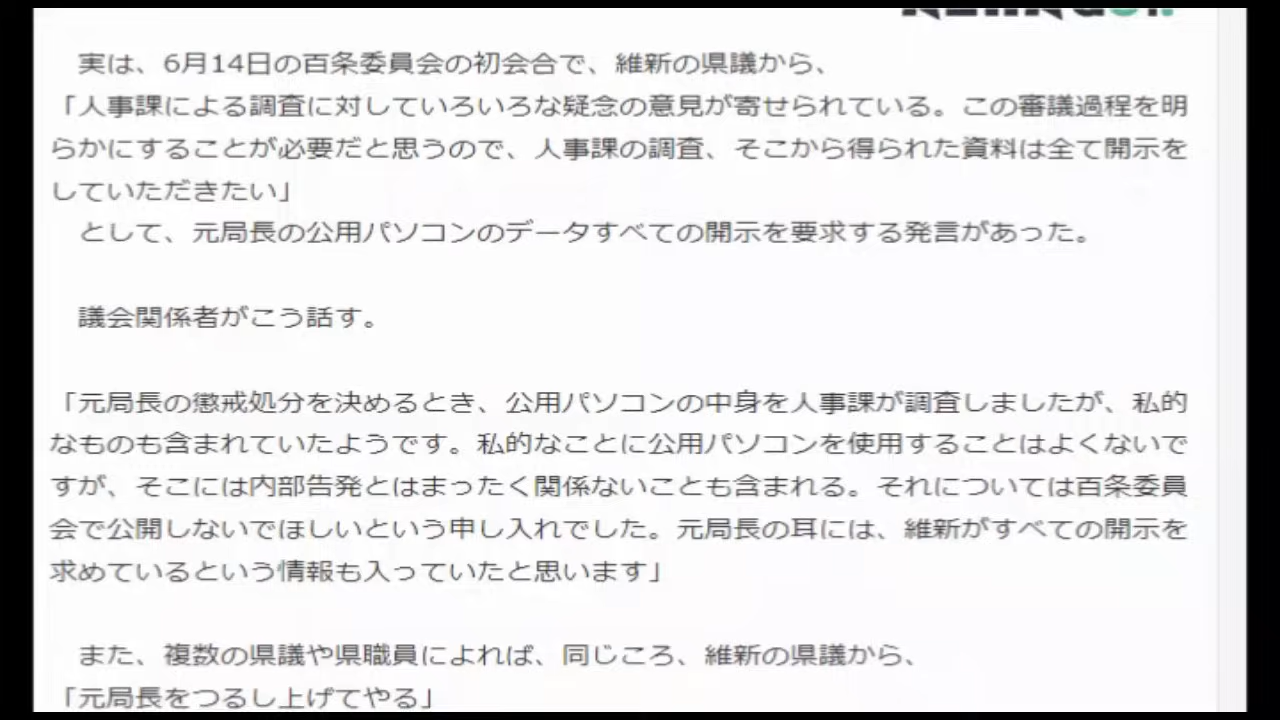 実は、6月14日の百条委員会の初会合で、維新の県議から、
「人事課による調査に対していろいろな疑念の意見が寄せられている。この審議過程を明
らかにすることが必要だと思うので、人事課の調査、そこから得られた資料は全て開示を
していただきたい」
として、元局長の公用パソコンのデータすべての開示を要求する発言があった。
議会関係者がこう話す。
「元局長の懲戒処分を決めるとき、公用パソコンの中身を人事課が調査しましたが、私的
なものも含まれていたようです。私的なことに公用パソコンを使用することはよくないで
すが、そこには内部告発とはまったく関係ないことも含まれる。それについては百条委員
会で公開しないでほしいという申し入れでした。元局長の耳には、維新がすべての開示を
求めているという情報も入っていたと思います」
また、複数の県議や県職員によれば、同じころ、維新の県議から、
「元局長をつるし上げてやる」